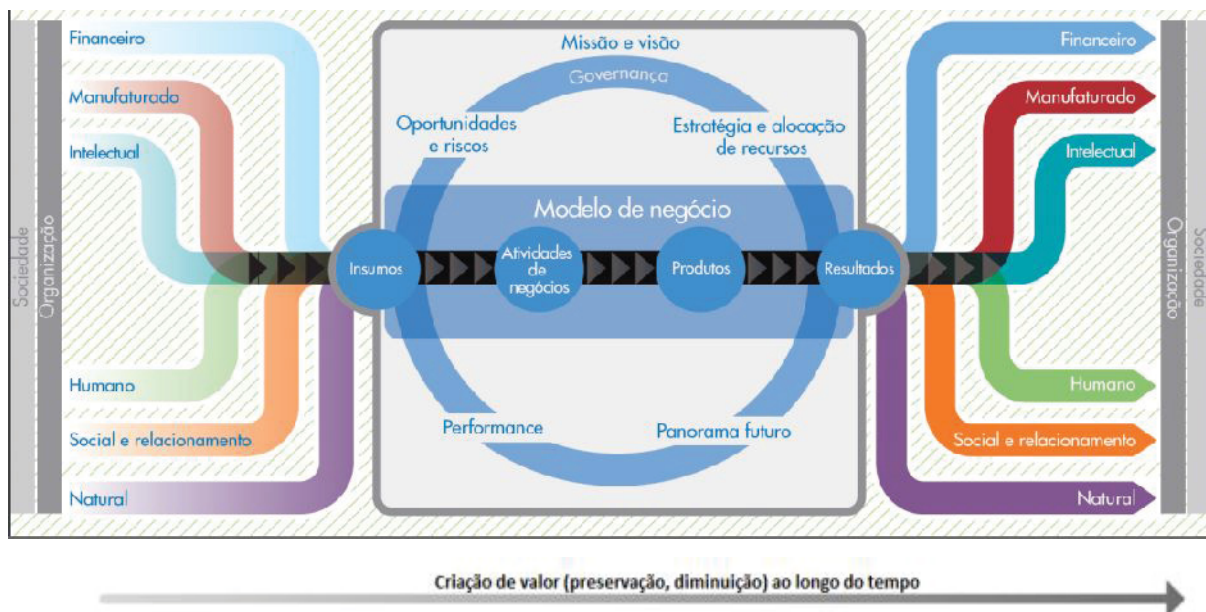 Sociedade
Organização
Financeiro
Manufaturado
Intelectual
Humano
Social e relacionamento
Natural
Missão e visão
Governança
Oportunidades
e riscos
Estratégia e alocação
de recursos
Modelo de negócio
Insumos
Atividades
de
negócios
Produtos
Resultados
Performance
Panorama futuro
Financeiro
Manufaturado
Intelectual
Humano
Social e relacionamento
Natural
Organização
Sociedade
Criação de valor (preservação, diminuição) ao longo do tempo